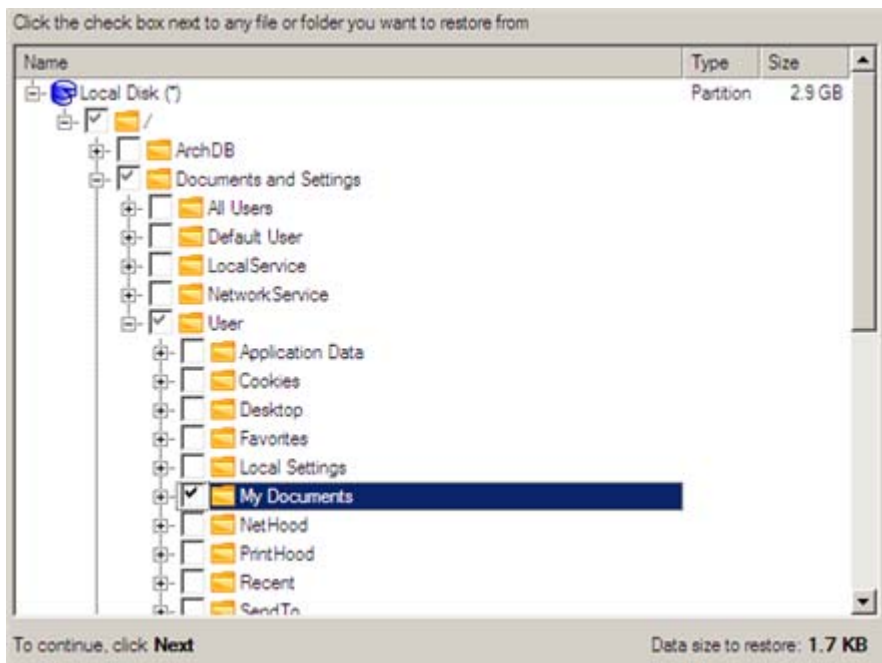 Click the check box next to any file or folder you want to restore from
Name Type Size
Local Disk (*) Partition 2.9 GB
/
ArchDB
Documents and Settings
All Users
Default User
LocalService
NetworkService
User
Application Data
Cookies
Desktop
Favorites
Local Settings
My Documents
NetHood
PrintHood
Recent
SendTo
To continue, click Next Data size to restore: 1.7 KB